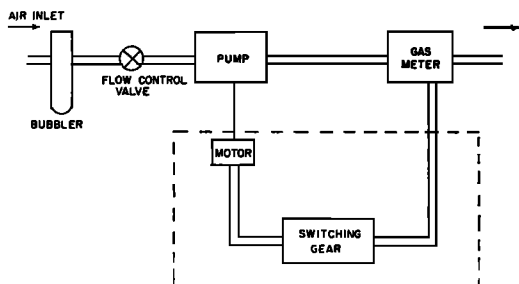 AIR INLET
PUMP
GAS
METER
FLOW CONTROL
VALVE
BUBBLER
MOTOR
SWITCHING
GEAR